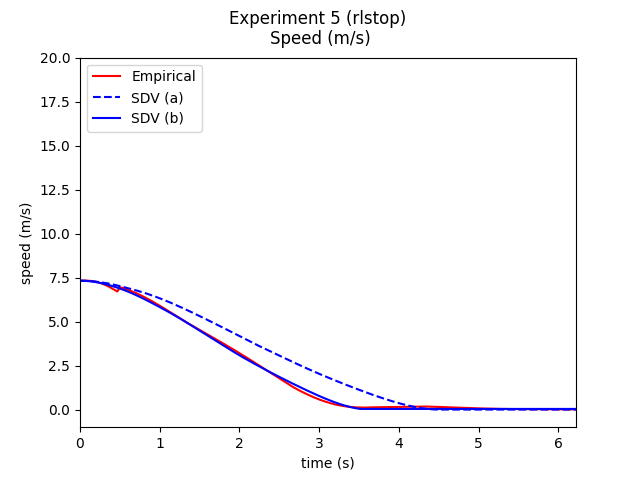 Experiment 5 (rlstop)
Speed (m/s)
Empirical
SDV (a)
SDV (b)
20.0
17.5
15.0
12.5
10.0
7.5
5.0
2.5
0.0
speed (m/s)
0 1 2 3 4 5 6
time (s)